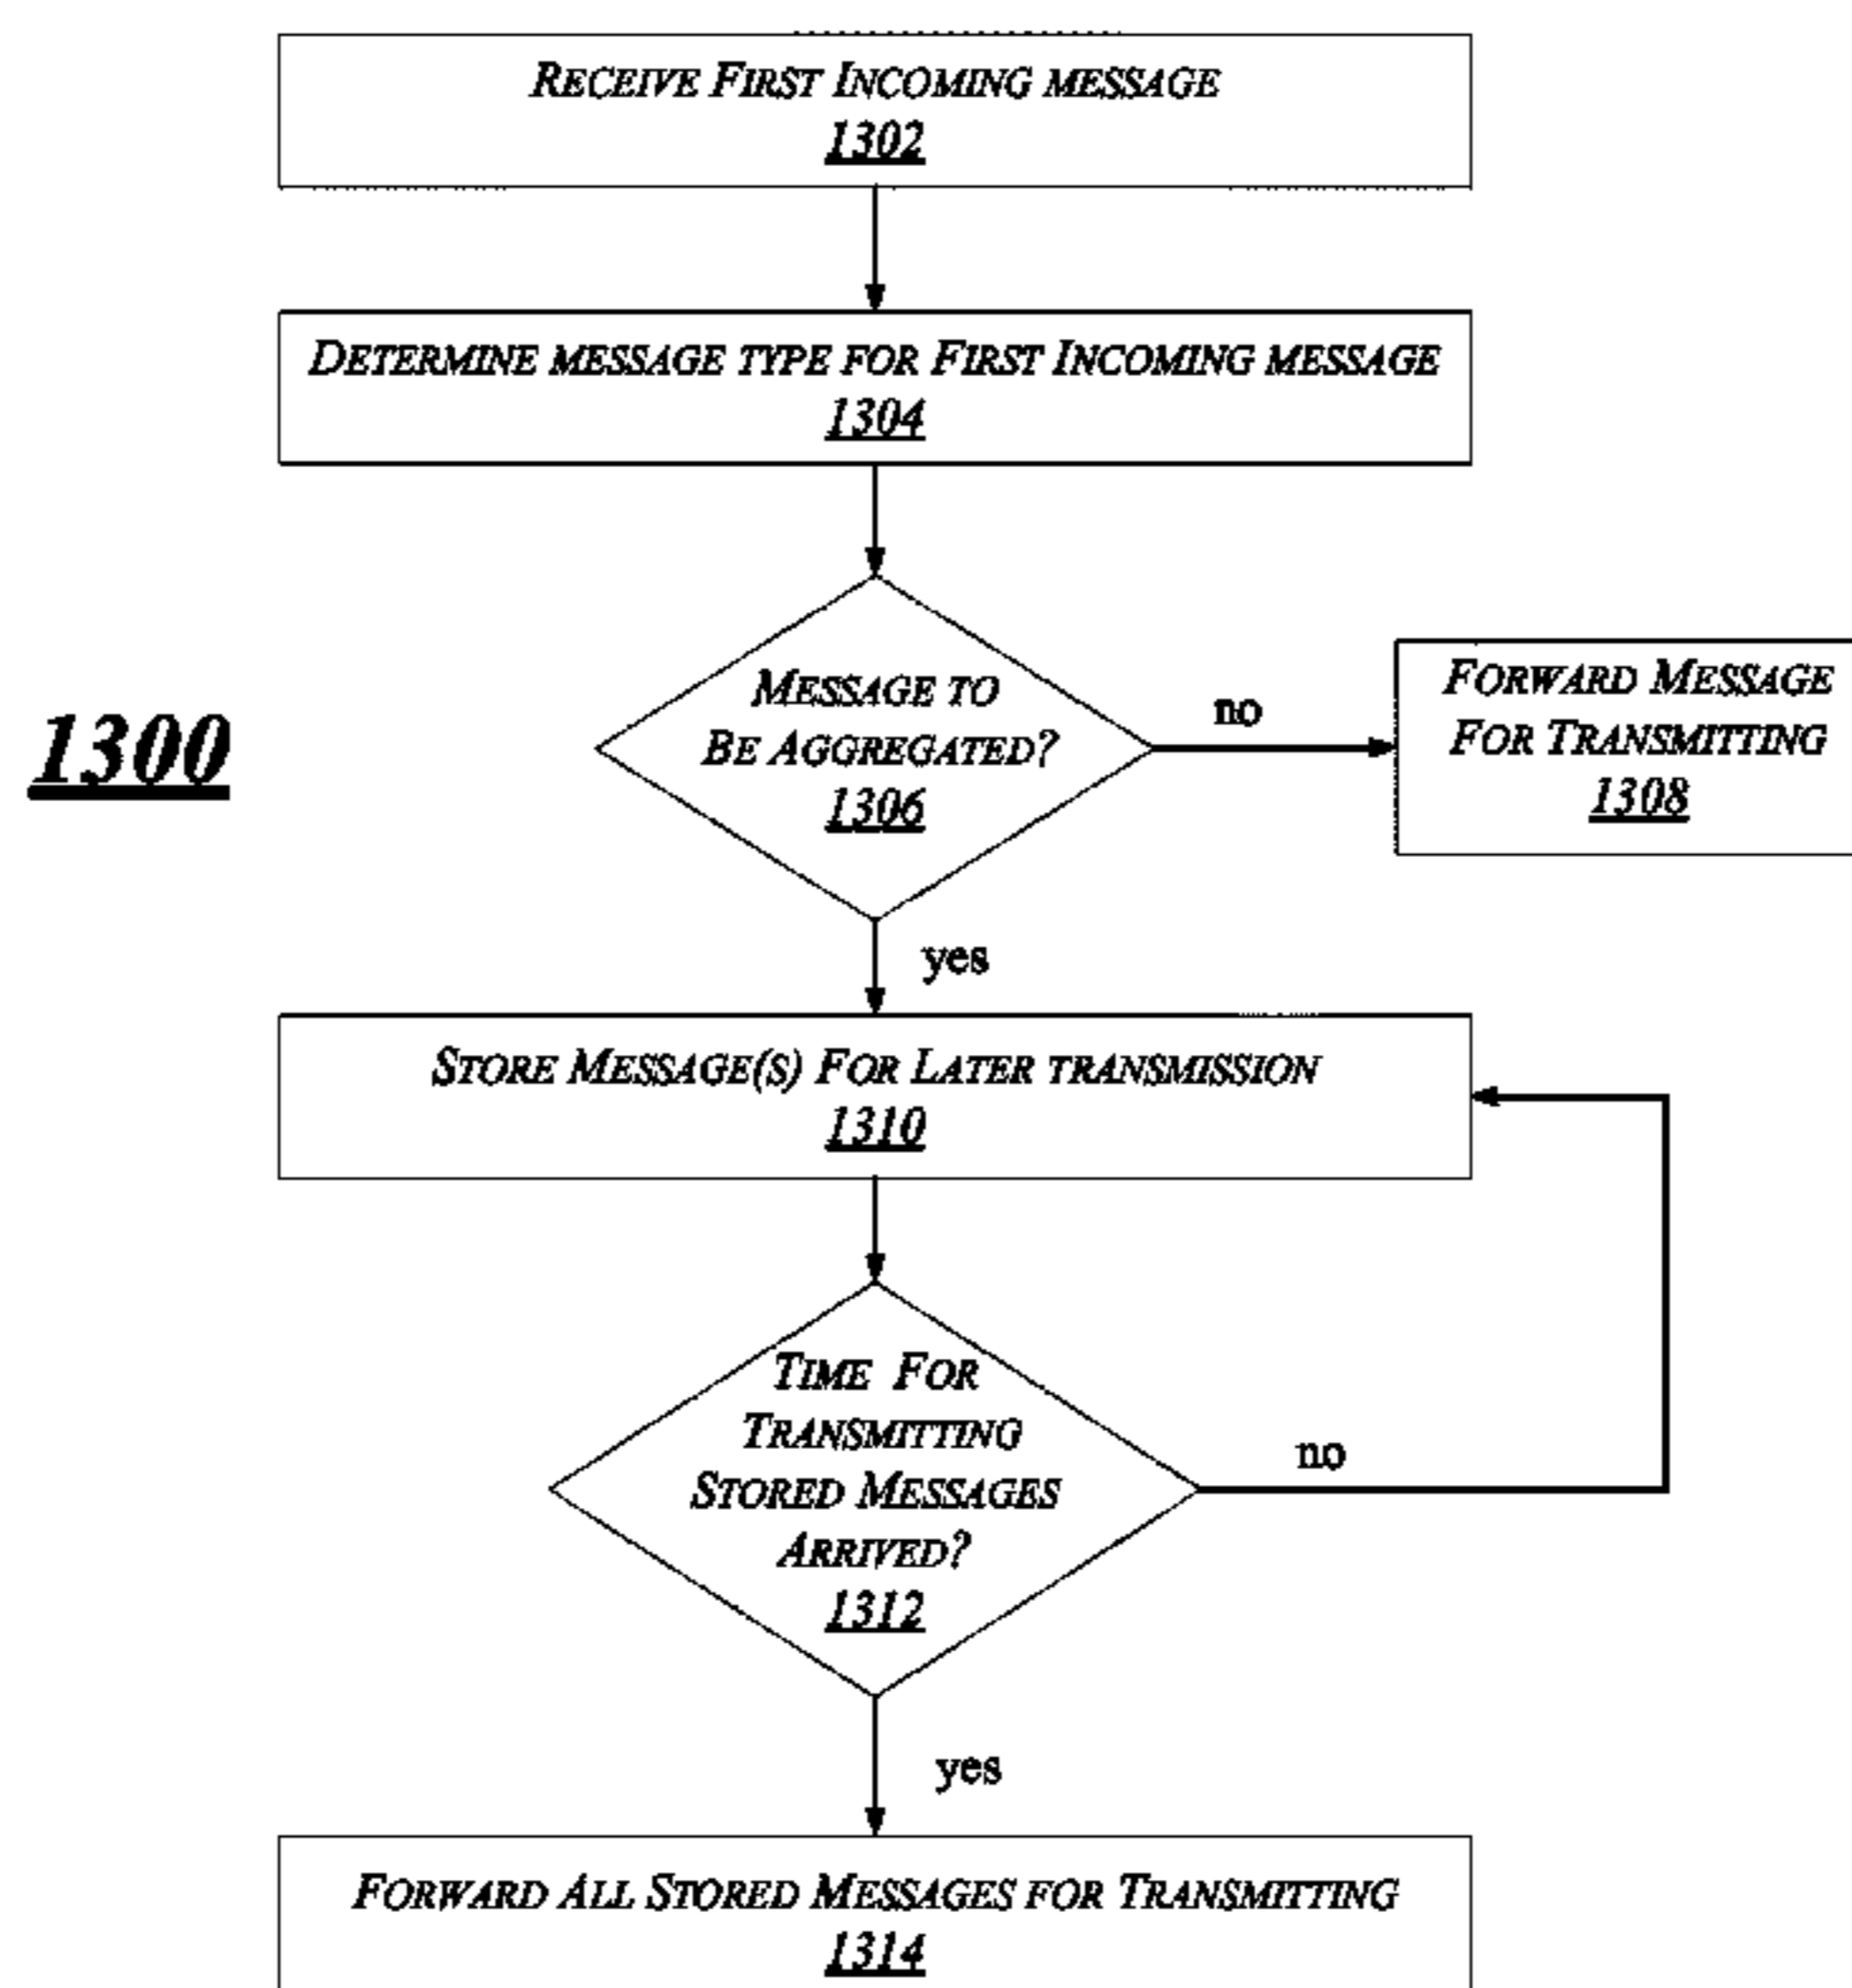 RECEIVE FIRST INCOMING MESSAGE
1302
DETERMINE MESSAGE TYPE FOR FIRST INCOMING MESSAGE
1304
MESSAGE TO
BE AGGREGATED?
1306
no
FORWARD MESSAGE
FOR TRANSMITTING
1308
1300
yes
STORE MESSAGE(S) FOR LATER TRANSMISSION
1310
TIME FOR
TRANSMITTING
STORED MESSAGES
ARRIVED?
1312
no
yes
FORWARD ALL STORED MESSAGES FOR TRANSMITTING
1314